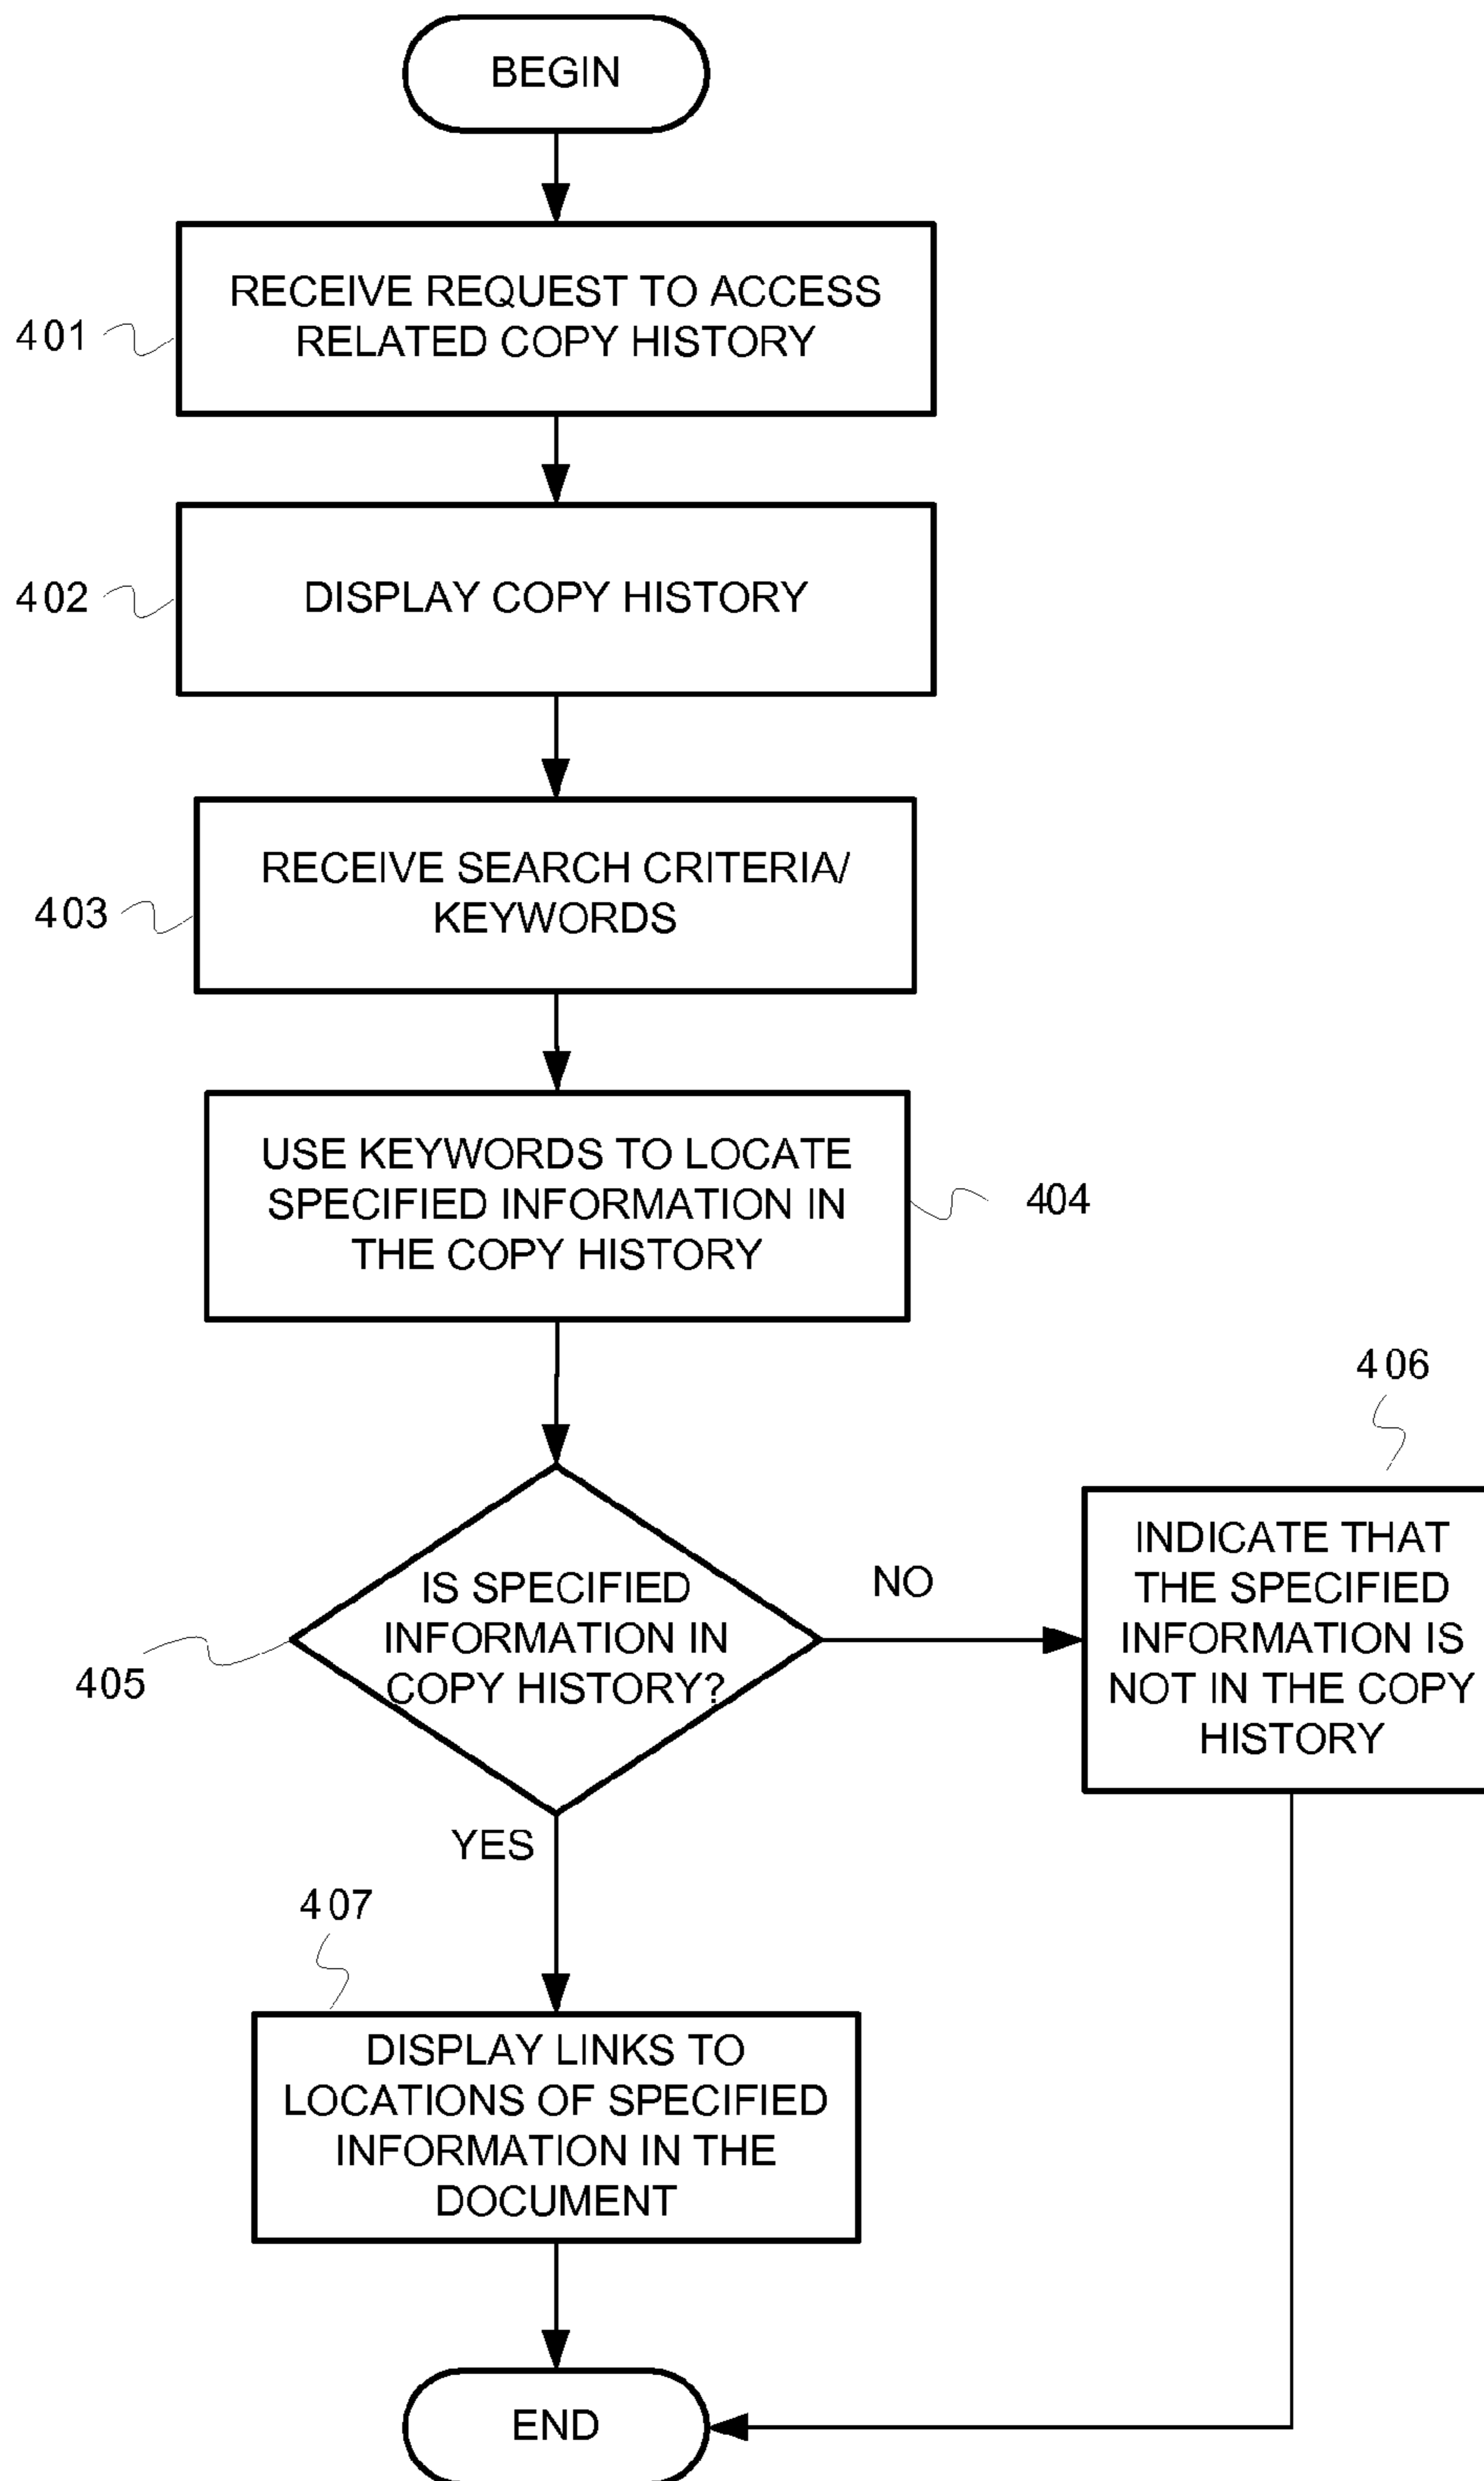 BEGIN
401
RECEIVE REQUEST TO ACCESS
RELATED COPY HISTORY
402
DISPLAY COPY HISTORY
403
RECEIVE SEARCH CRITERIA/
KEYWORDS
USE KEYWORDS TO LOCATE
SPECIFIED INFORMATION IN
THE COPY HISTORY
404
405
IS SPECIFIED
INFORMATION IN
COPY HISTORY?
NO
406
INDICATE THAT
THE SPECIFIED
INFORMATION IS
NOT IN THE COPY
HISTORY
YES
407
DISPLAY LINKS TO
LOCATIONS OF SPECIFIED
INFORMATION IN THE
DOCUMENT
END